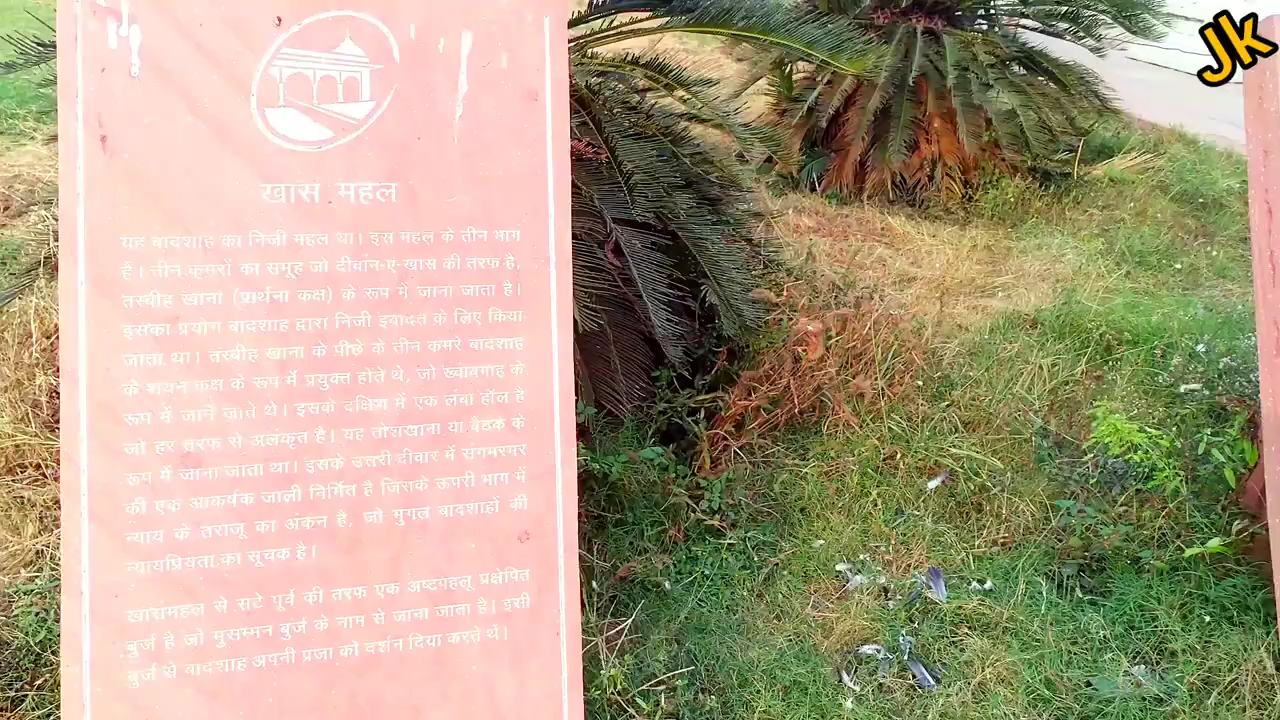 Jk
खास महल
यह बादशाह का निजी महल था। इस महल के तीन भाग
हैं। तीन कमरों का समूह जो दीवान-ए-खास की तरफ है,
तस्बीह खाना (प्रार्थना कक्ष) के रूप में जाना जाता है।
इसका प्रयोग बादशाह द्वारा निजी इबादत के लिए किया
जाता था। तस्बीह खाना के पीछे के तीन कमरे बादशाह
के शयन कक्ष के रूप में प्रयुक्त होते थे, जो ख्वाबगाह के
रूप में जाने जाते थे। इसके दक्षिण में एक लंबा हॉल है
जो हर तरफ से अलंकृत है। यह तोशखाना या बैठक के
रूप में जाना जाता था। इसके उत्तरी दीवार में संगमरमर
की एक आकर्षक जाली निर्मित है जिसके ऊपरी भाग में
न्याय के तराजू का अंकन है, जो मुगल बादशाहों की
न्यायप्रियता का सूचक है।
खासमहल से सटे पूर्व की तरफ एक अष्टपहलू प्रक्षेपित
बुर्ज है जो मुसम्मन बुर्ज के नाम से जाना जाता है। इसी
बुर्ज से बादशाह अपनी प्रजा को दर्शन दिया करते थे।